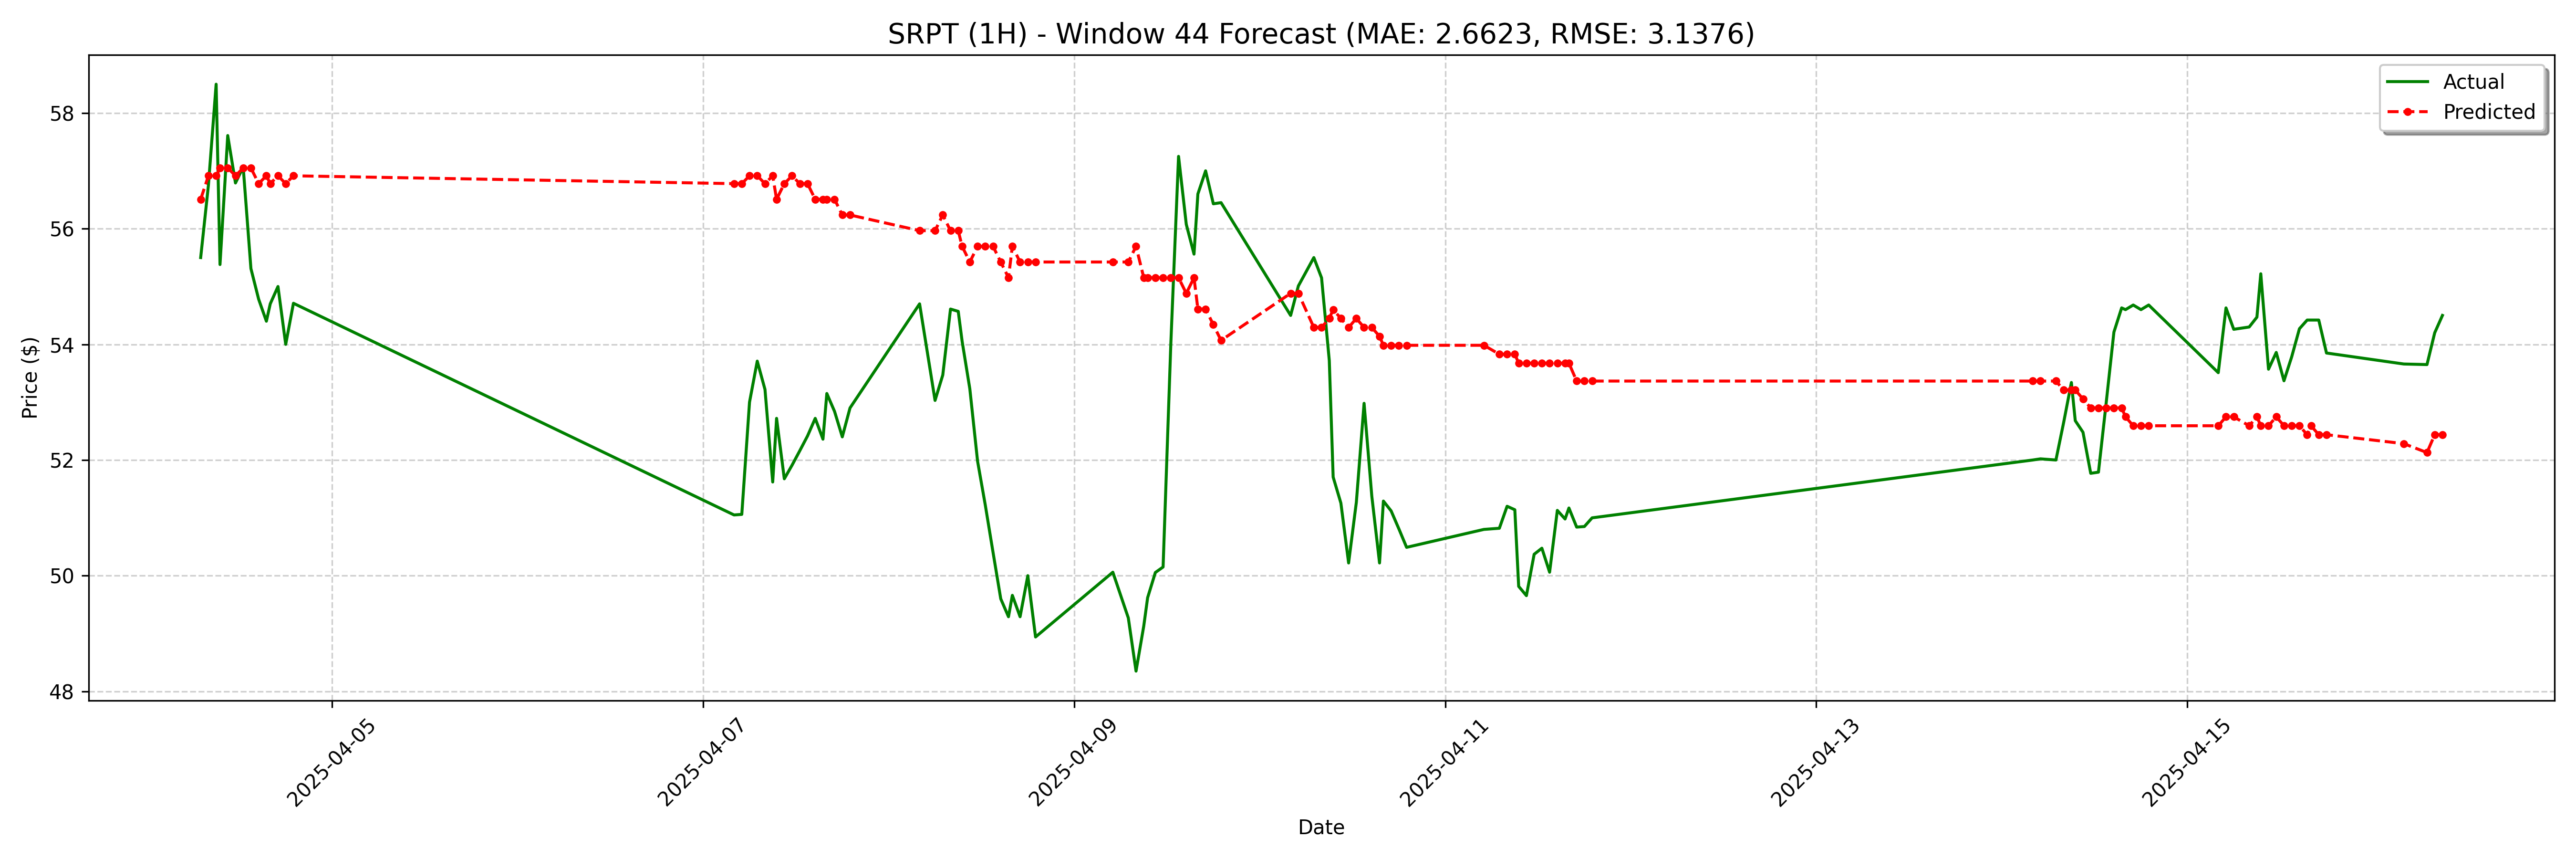 SRPT (1H) - Window 44 Forecast (MAE: 2.6623, RMSE: 3.1376)
Actual
Predicted
Price ($)
58
56
54
52
50
48
2025-04-05
2025-04-07
2025-04-09
2025-04-11
2025-04-13
2025-04-15
Date